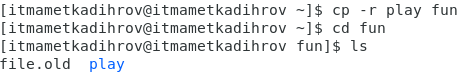 [itmametkadihrov@itmametkadihrov ~]$ cp -r play fun
[itmametkadihrov@itmametkadihrov ~]$ cd fun
[itmametkadihrov@itmametkadihrov fun]$ ls
file.old  play